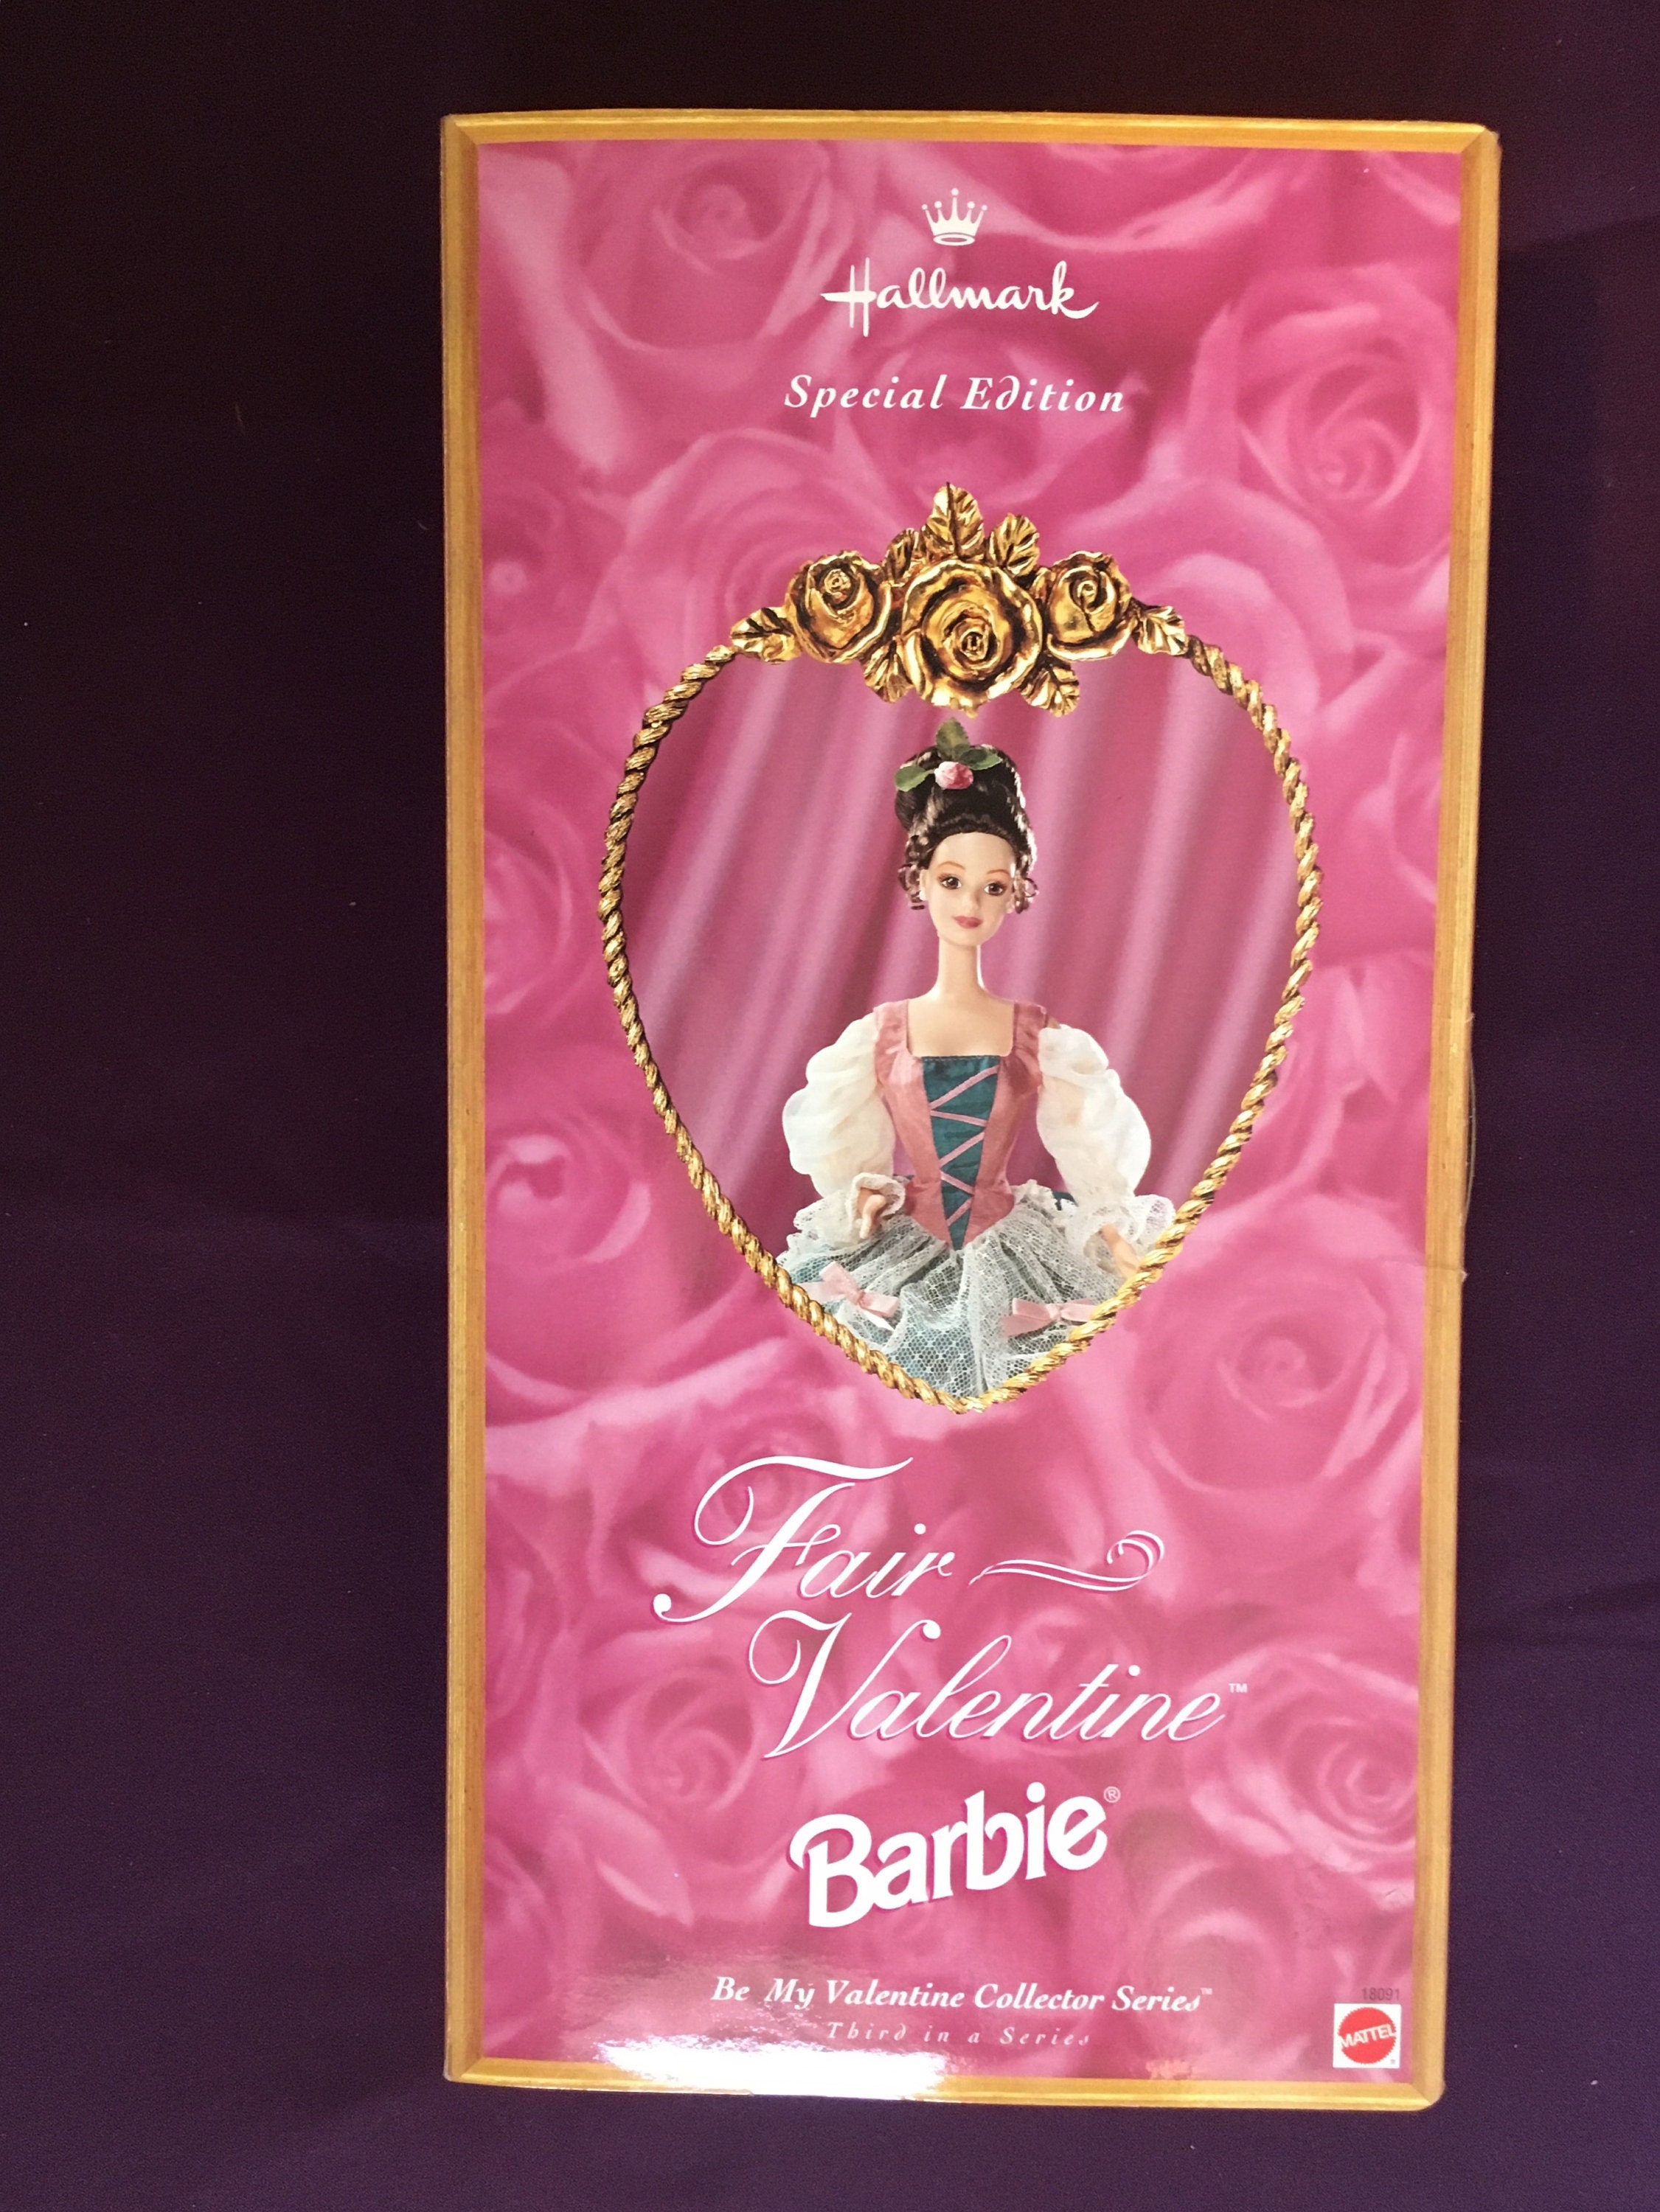 Hallmark
Special Edition
Fair
Valentine™
Barbie®
Be My Valentine Collector Series™
Third in a Series
18091
MATTEL
®